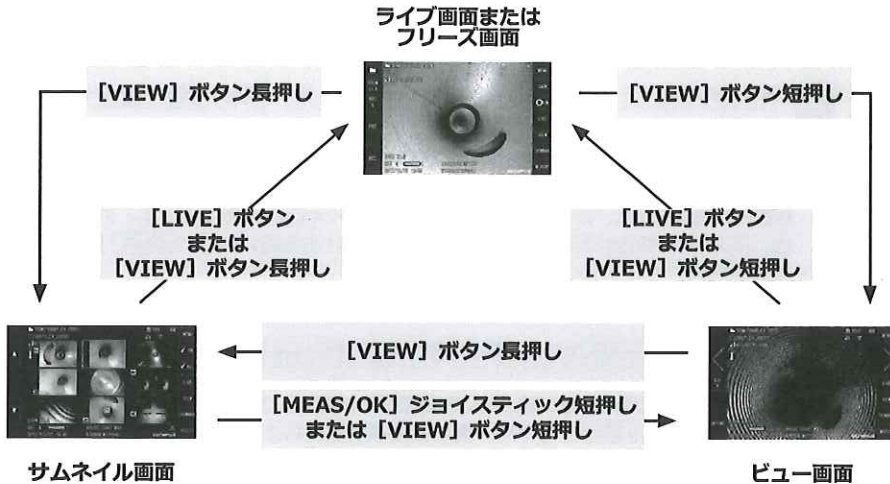 ライブ画面または
フリーズ画面
［VIEW］ボタン長押し
［VIEW］ボタン短押し
［LIVE］ボタン
または
［VIEW］ボタン長押し
［LIVE］ボタン
または
［VIEW］ボタン短押し
［VIEW］ボタン長押し
［MEAS/OK］ジョイスティック短押し
または［VIEW］ボタン短押し
サムネイル画面
ビュー画面